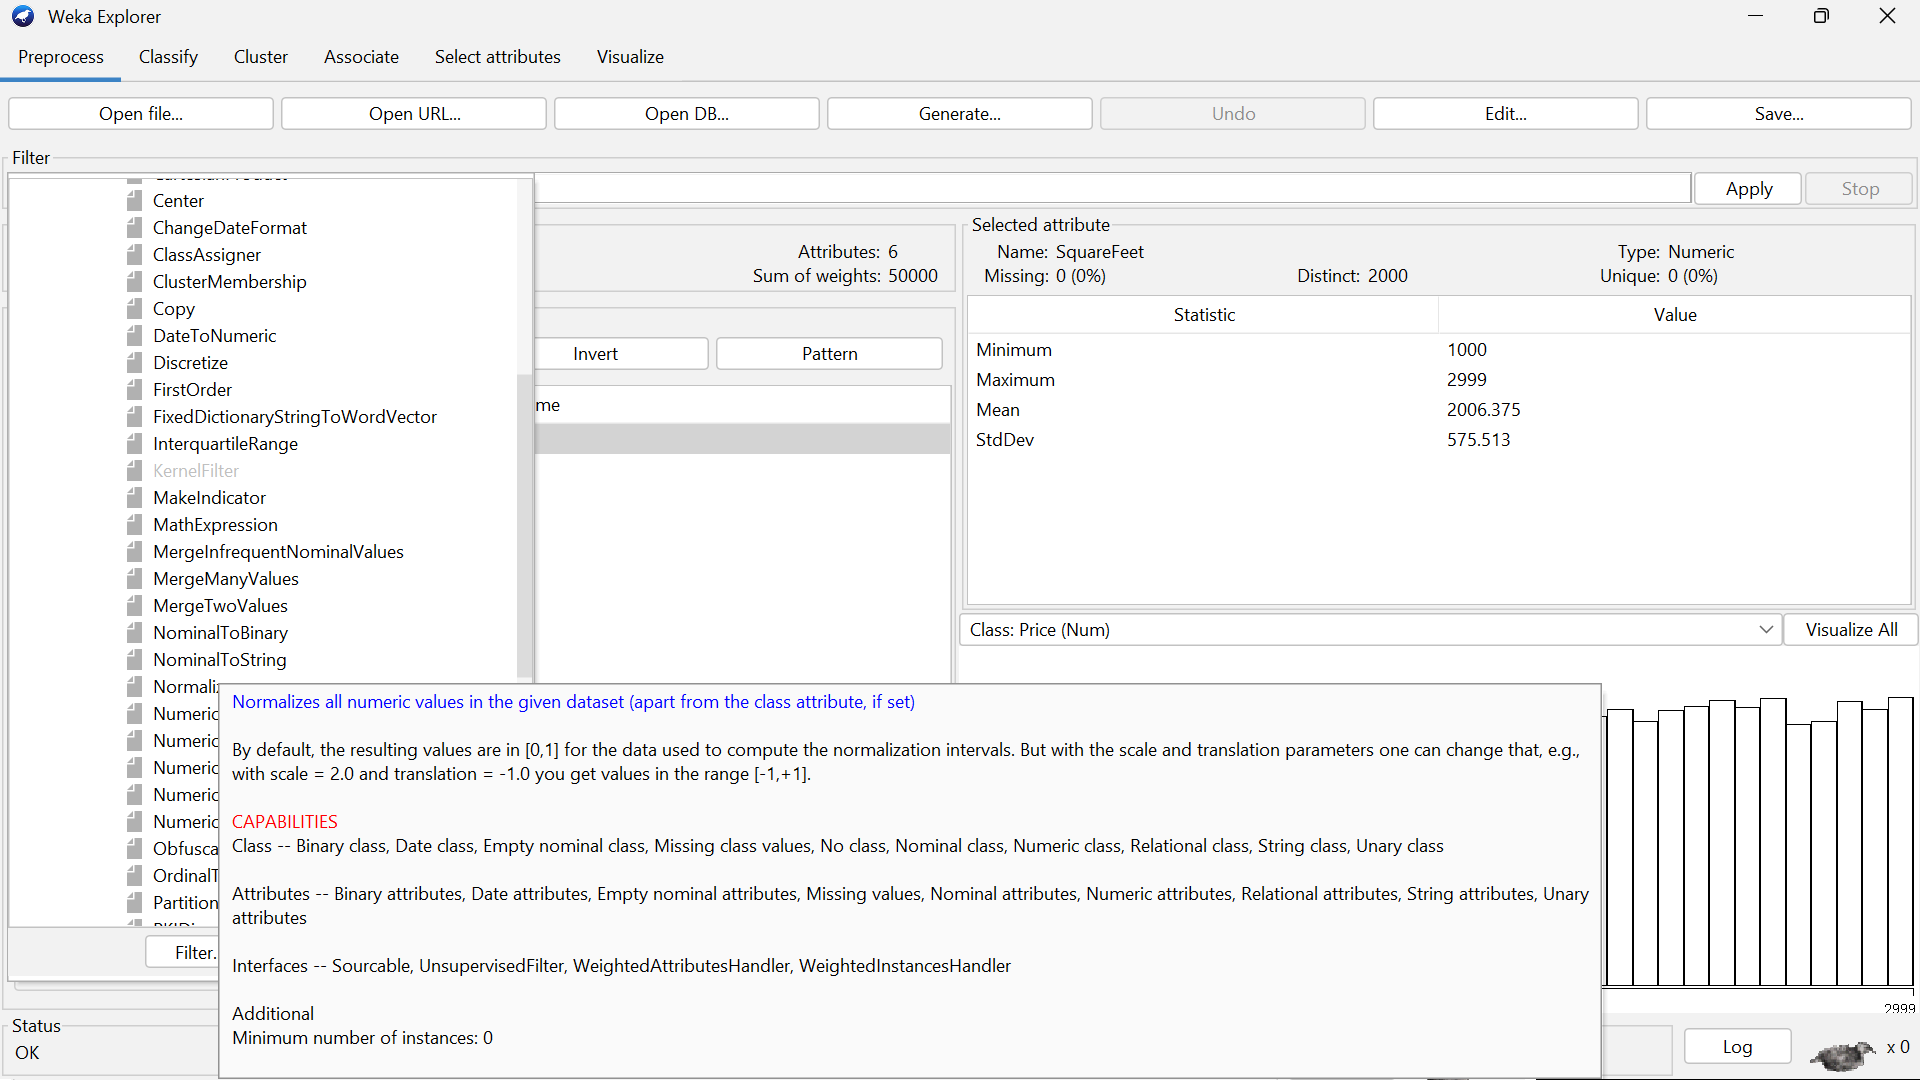 Weka Explorer
Preprocess Classify Cluster Associate Select attributes Visualize
Open file... Open URL... Open DB... Generate... Undo Edit... Save...
Filter
Apply Stop
Center
ChangeDateFormat
ClassAssigner
ClusterMembership
Copy
DateToNumeric
Discretize
FirstOrder
FixedDictionaryStringToWordVector
InterquartileRange
KernelFilter
MakeIndicator
MathExpression
MergeInfrequentNominalValues
MergeManyValues
MergeTwoValues
NominalToBinary
NominalToString
Normaliz
Numeric
Numeric
Numeric
Numeric
Numeric
Obfusca
OrdinalT
Partition
Filter.
Attributes: 6
Sum of weights: 50000
Invert Pattern
me
Selected attribute
Name: SquareFeet Type: Numeric
Missing: 0 (0%) Distinct: 2000 Unique: 0 (0%)
Statistic Value
Minimum 1000
Maximum 2999
Mean 2006.375
StdDev 575.513
Class: Price (Num) Visualize All
Normalizes all numeric values in the given dataset (apart from the class attribute, if set)
By default, the resulting values are in [0,1] for the data used to compute the normalization intervals. But with the scale and translation parameters one can change that, e.g.,
with scale = 2.0 and translation = -1.0 you get values in the range [-1,+1].
CAPABILITIES
Class -- Binary class, Date class, Empty nominal class, Missing class values, No class, Nominal class, Numeric class, Relational class, String class, Unary class
Attributes -- Binary attributes, Date attributes, Empty nominal attributes, Missing values, Nominal attributes, Numeric attributes, Relational attributes, String attributes, Unary
attributes
Interfaces -- Sourcable, UnsupervisedFilter, WeightedAttributesHandler, WeightedInstancesHandler
Additional
Minimum number of instances: 0
2999
Status
OK
Log x 0